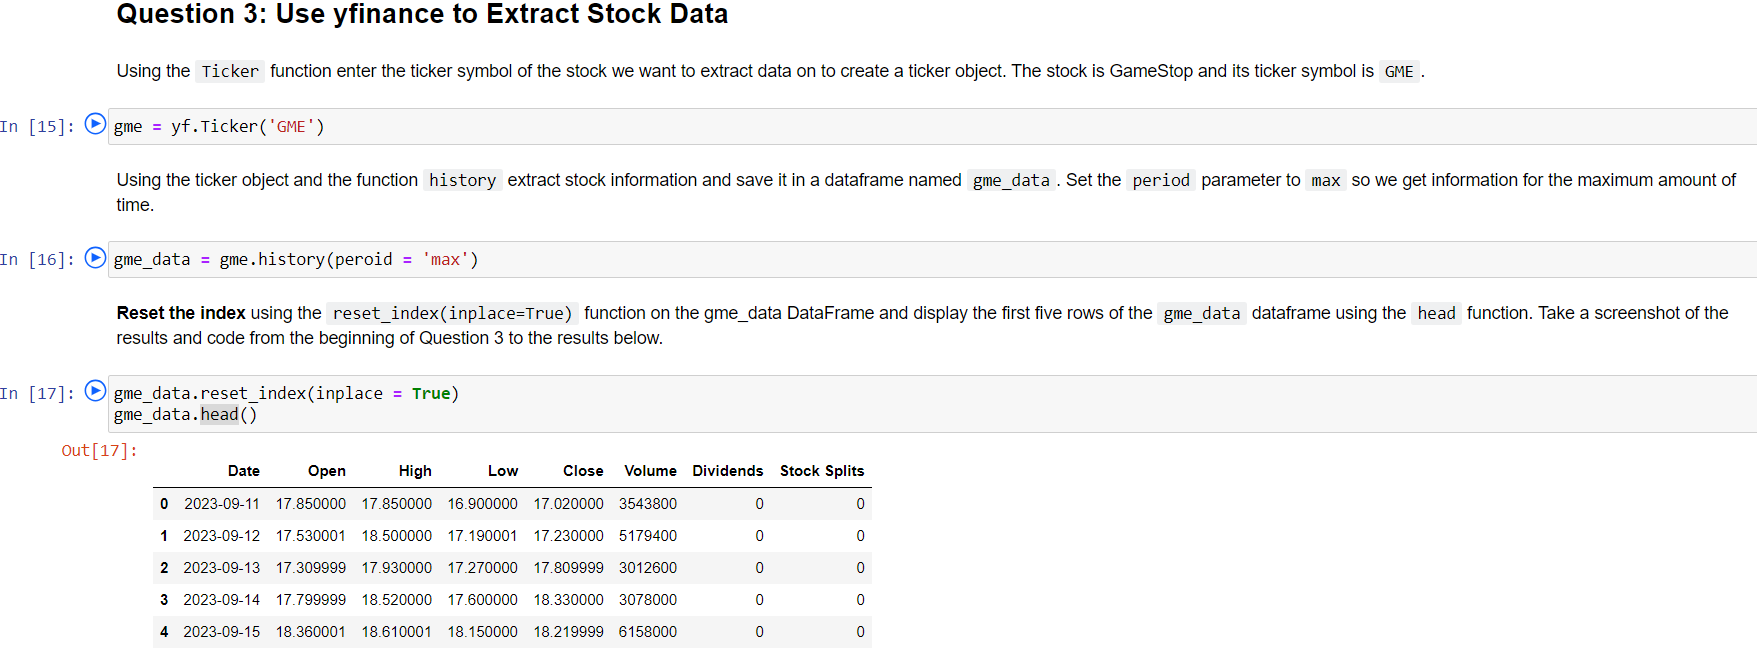 Question 3: Use yfinance to Extract Stock Data
Using the Ticker function enter the ticker symbol of the stock we want to extract data on to create a ticker object. The stock is GameStop and its ticker symbol is GME .
In [15]: gme = yf.Ticker('GME')
Using the ticker object and the function history extract stock information and save it in a dataframe named gme_data . Set the period parameter to max so we get information for the maximum amount of
time.
In [16]: gme_data = gme.history(peroid = 'max')
Reset the index using the reset_index(inplace=True) function on the gme_data DataFrame and display the first five rows of the gme_data dataframe using the head function. Take a screenshot of the
results and code from the beginning of Question 3 to the results below.
In [17]: gme_data.reset_index(inplace = True)
gme_data.head()
Out[17]:
Date Open High Low Close Volume Dividends Stock Splits
0 2023-09-11 17.850000 17.850000 16.900000 17.020000 3543800 0 0
1 2023-09-12 17.530001 18.500000 17.190001 17.230000 5179400 0 0
2 2023-09-13 17.309999 17.930000 17.270000 17.809999 3012600 0 0
3 2023-09-14 17.799999 18.520000 17.600000 18.330000 3078000 0 0
4 2023-09-15 18.360001 18.610001 18.150000 18.219999 6158000 0 0